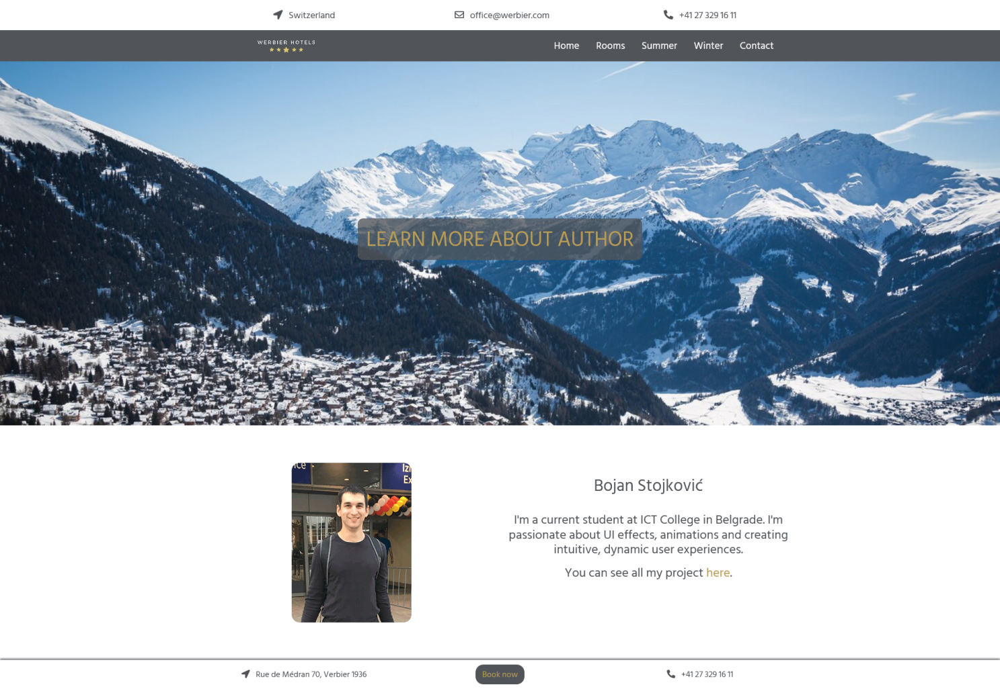 Switzerland
office@werbier.com
+41 27 329 16 11
WERBIER HOTELS
Home
Rooms
Summer
Winter
Contact
LEARN MORE ABOUT AUTHOR
ice
Izl
Ex
Bojan Stojković
I'm a current student at ICT College in Belgrade. I'm
passionate about UI effects, animations and creating
intuitive, dynamic user experiences.
You can see all my project here.
Rue de Médran 70, Verbier 1936
Book now
+41 27 329 16 11